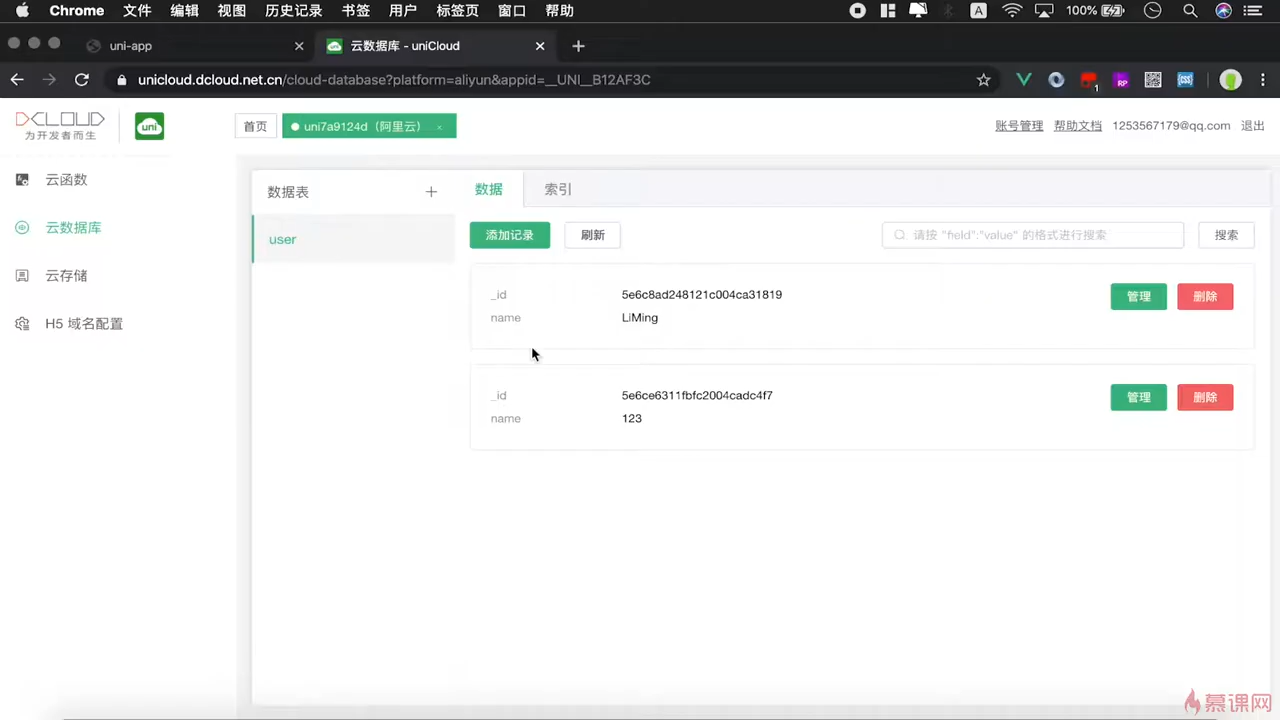 Chrome 文件 编辑 视图 历史记录 书签 用户 标签页 窗口 帮助 A 100%
uni-app 云数据库 - uniCloud
unicloud.dcloud.net.cn/cloud-database?platform=aliyun&appid=__UNI__B12AF3C RP 1
DCLOUD
为开发者而生
uni
首页 uni7a9124d（阿里云）
账号管理 帮助文档 1253567179@qq.com 退出
云函数
云数据库
云存储
H5 域名配置
数据表
user
数据 索引
添加记录 刷新 请按 "field":"value" 的格式进行搜索 搜索
_id 5e6c8ad248121c004ca31819 管理 删除
name LiMing
_id 5e6ce6311fbfc2004cadc4f7 管理 删除
name 123
慕课网